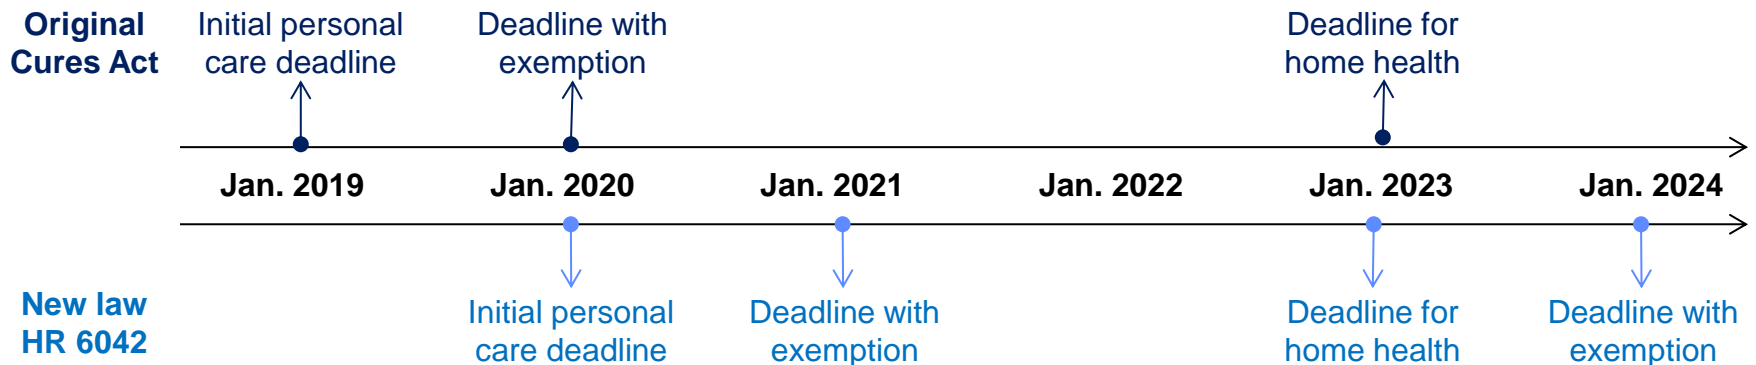 Original
Cures Act
Initial personal
care deadline
Deadline with
exemption
Deadline for
home health
Jan. 2019
Jan. 2020
Jan. 2021
Jan. 2022
Jan. 2023
Jan. 2024
New law
HR 6042
Initial personal
care deadline
Deadline with
exemption
Deadline for
home health
Deadline with
exemption